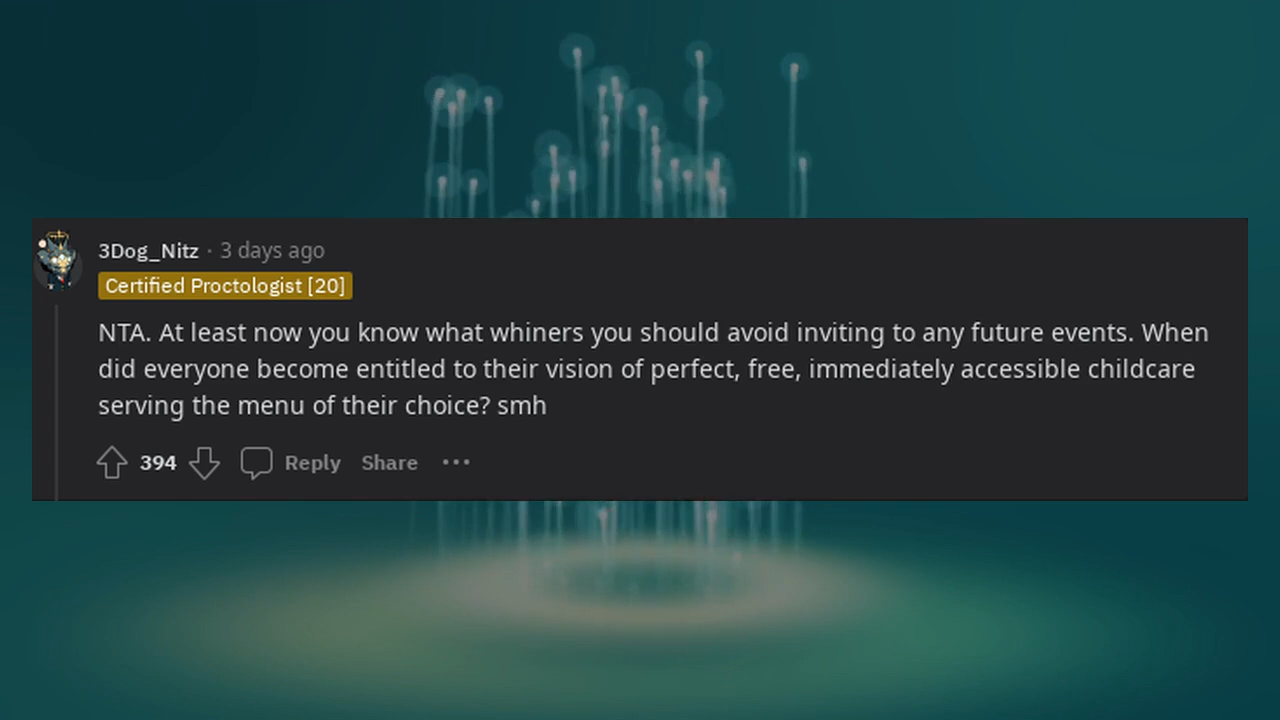 3Dog_Nitz · 3 days ago
Certified Proctologist [20]
NTA. At least now you know what whiners you should avoid inviting to any future events. When
did everyone become entitled to their vision of perfect, free, immediately accessible childcare
serving the menu of their choice? smh
394 Reply Share ···